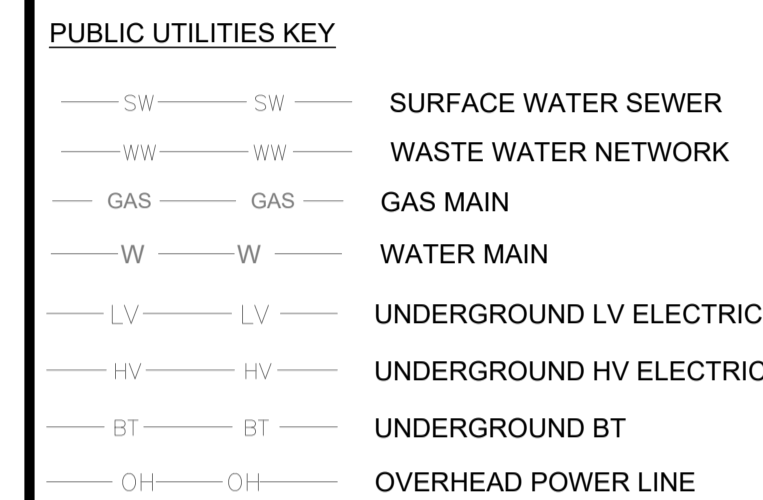 PUBLIC UTILITIES KEY
SW SW SURFACE WATER SEWER
WW WW WASTE WATER NETWORK
GAS GAS GAS MAIN
W W WATER MAIN
LV LV UNDERGROUND LV ELECTRIC
HV HV UNDERGROUND HV ELECTRIC
BT BT UNDERGROUND BT
OH OH OVERHEAD POWER LINE